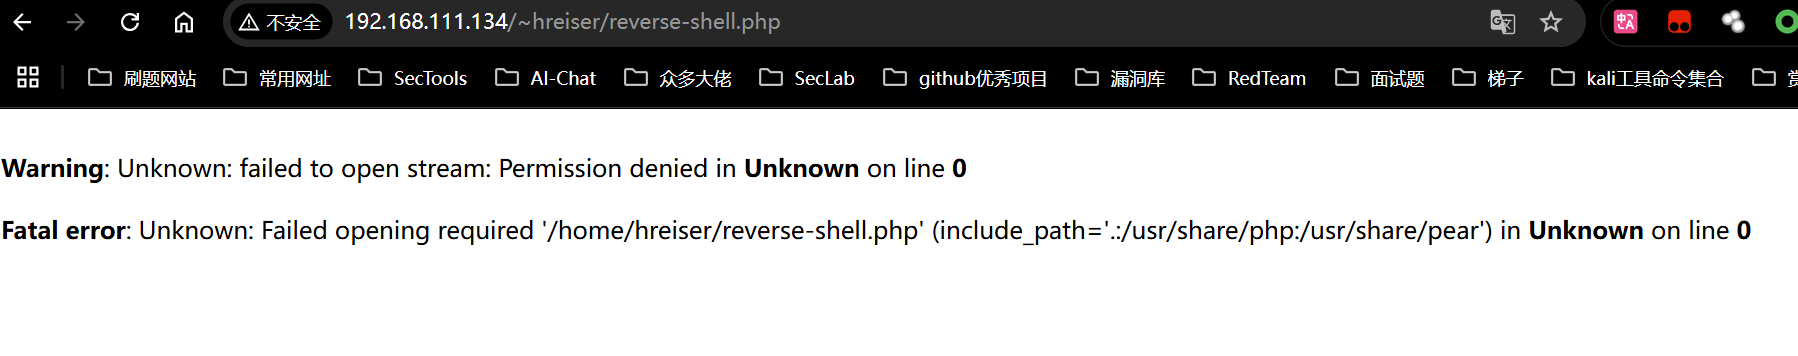 不安全 192.168.111.134/~hreiser/reverse-shell.php
刷题网站 常用网址 SecTools AI-Chat 众多大佬 SecLab github优秀项目 漏洞库 RedTeam 面试题 梯子 kali工具命令集合
Warning: Unknown: failed to open stream: Permission denied in Unknown on line 0
Fatal error: Unknown: Failed opening required '/home/hreiser/reverse-shell.php' (include_path='.:/usr/share/php:/usr/share/pear') in Unknown on line 0